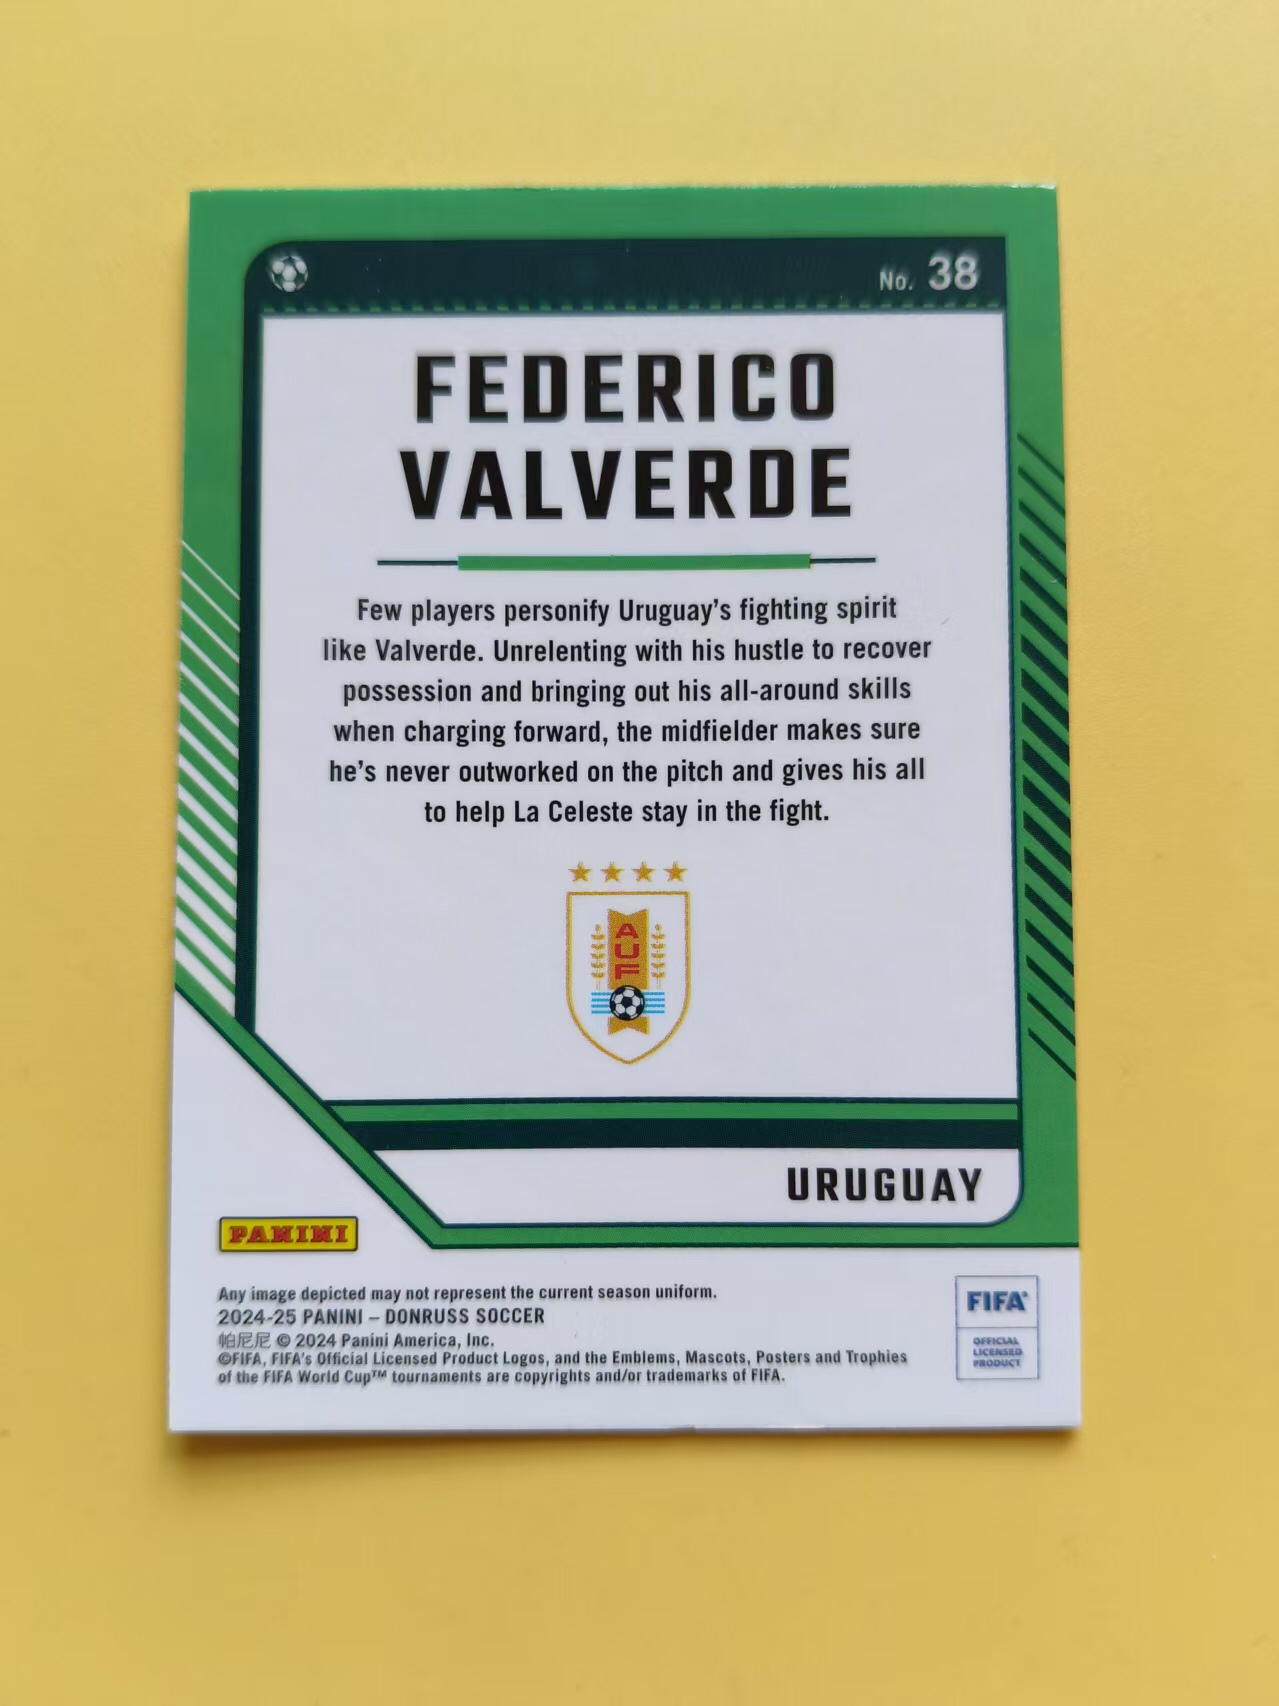 No. 38
FEDERICO
VALVERDE
Few players personify Uruguay's fighting spirit
like Valverde. Unrelenting with his hustle to recover
possession and bringing out his all-around skills
when charging forward, the midfielder makes sure
he's never outworked on the pitch and gives his all
to help La Celeste stay in the fight.
A
U
F
URUGUAY
PANINI
Any image depicted may not represent the current season uniform.
2024-25 PANINI – DONRUSS SOCCER
帕尼尼 © 2024 Panini America, Inc.
©FIFA, FIFA's Official Licensed Product Logos, and the Emblems, Mascots, Posters and Trophies
of the FIFA World Cup™ tournaments are copyrights and/or trademarks of FIFA.
FIFA®
OFFICIAL
LICENSED
PRODUCT